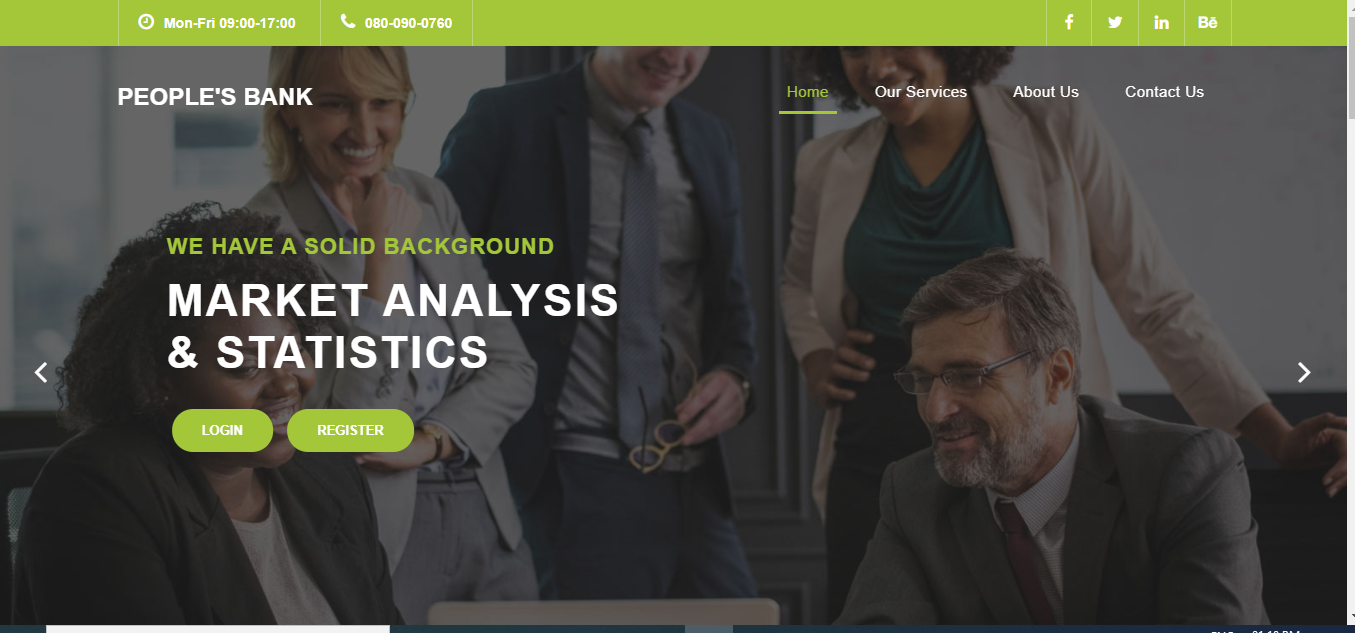 Mon-Fri 09:00-17:00
080-090-0760
Bē
PEOPLE'S BANK
Home
Our Services
About Us
Contact Us
WE HAVE A SOLID BACKGROUND
MARKET ANALYSIS
& STATISTICS
LOGIN
REGISTER